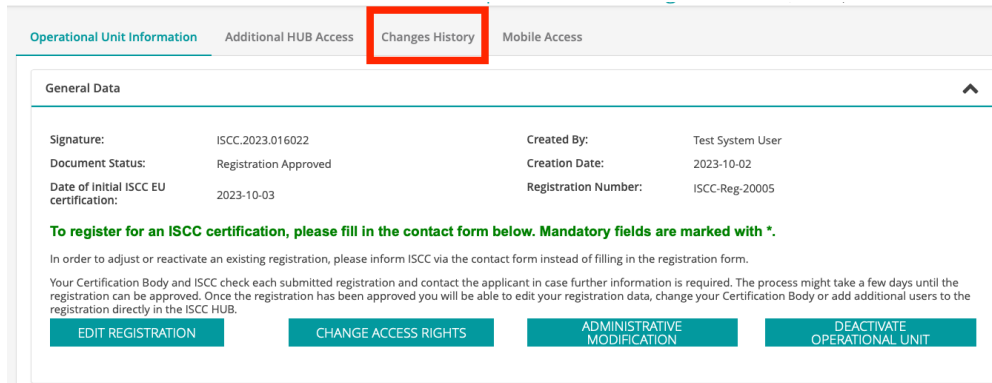 Operational Unit Information Additional HUB Access Changes History Mobile Access
General Data
Signature: ISCC.2023.016022 Created By: Test System User
Document Status: Registration Approved Creation Date: 2023-10-02
Date of initial ISCC EU certification: 2023-10-03 Registration Number: ISCC-Reg-20005
To register for an ISCC certification, please fill in the contact form below. Mandatory fields are marked with *.
In order to adjust or reactivate an existing registration, please inform ISCC via the contact form instead of filling in the registration form.
Your Certification Body and ISCC check each submitted registration and contact the applicant in case further information is required. The process might take a few days until the
registration can be approved. Once the registration has been approved you will be able to edit your registration data, change your Certification Body or add additional users to the
registration directly in the ISCC HUB.
EDIT REGISTRATION CHANGE ACCESS RIGHTS ADMINISTRATIVE MODIFICATION DEACTIVATE OPERATIONAL UNIT